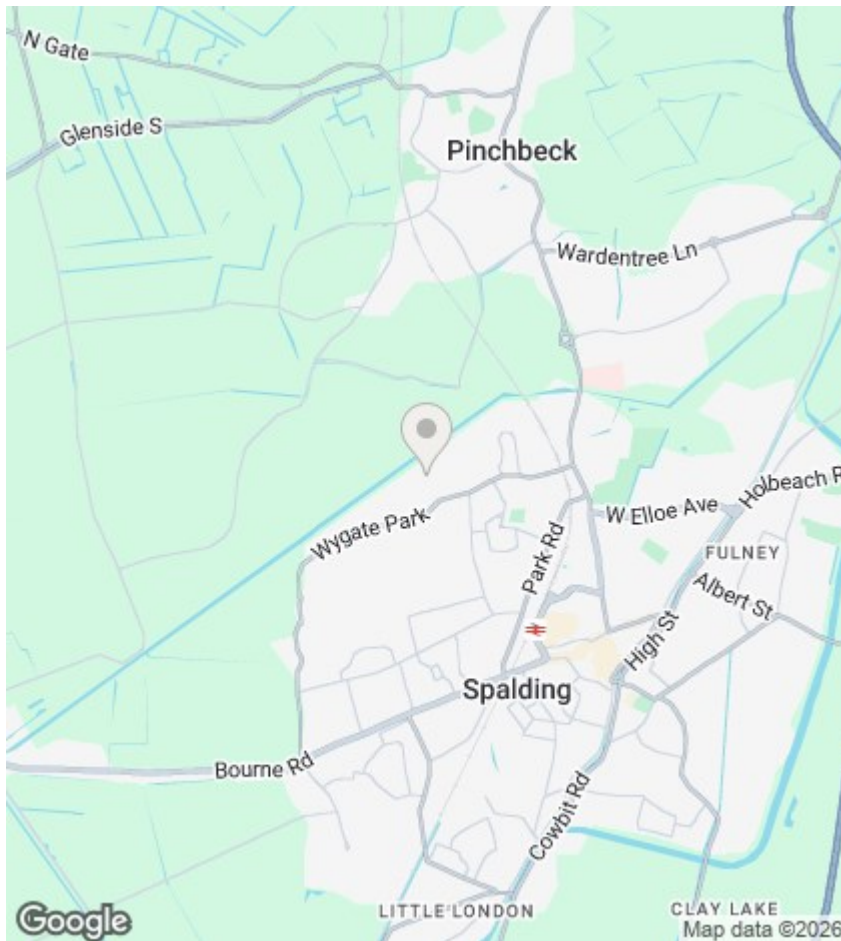 N Gate
Glenside S
Pinchbeck
Wardentree Ln
Holbeach R
Wygate Park
W Elloe Ave
Park Rd
FULNEY
Albert St
High St
Spalding
Bourne Rd
Cowbit Rd
LITTLE LONDON
CLAY LAKE
Google
Map data ©2026